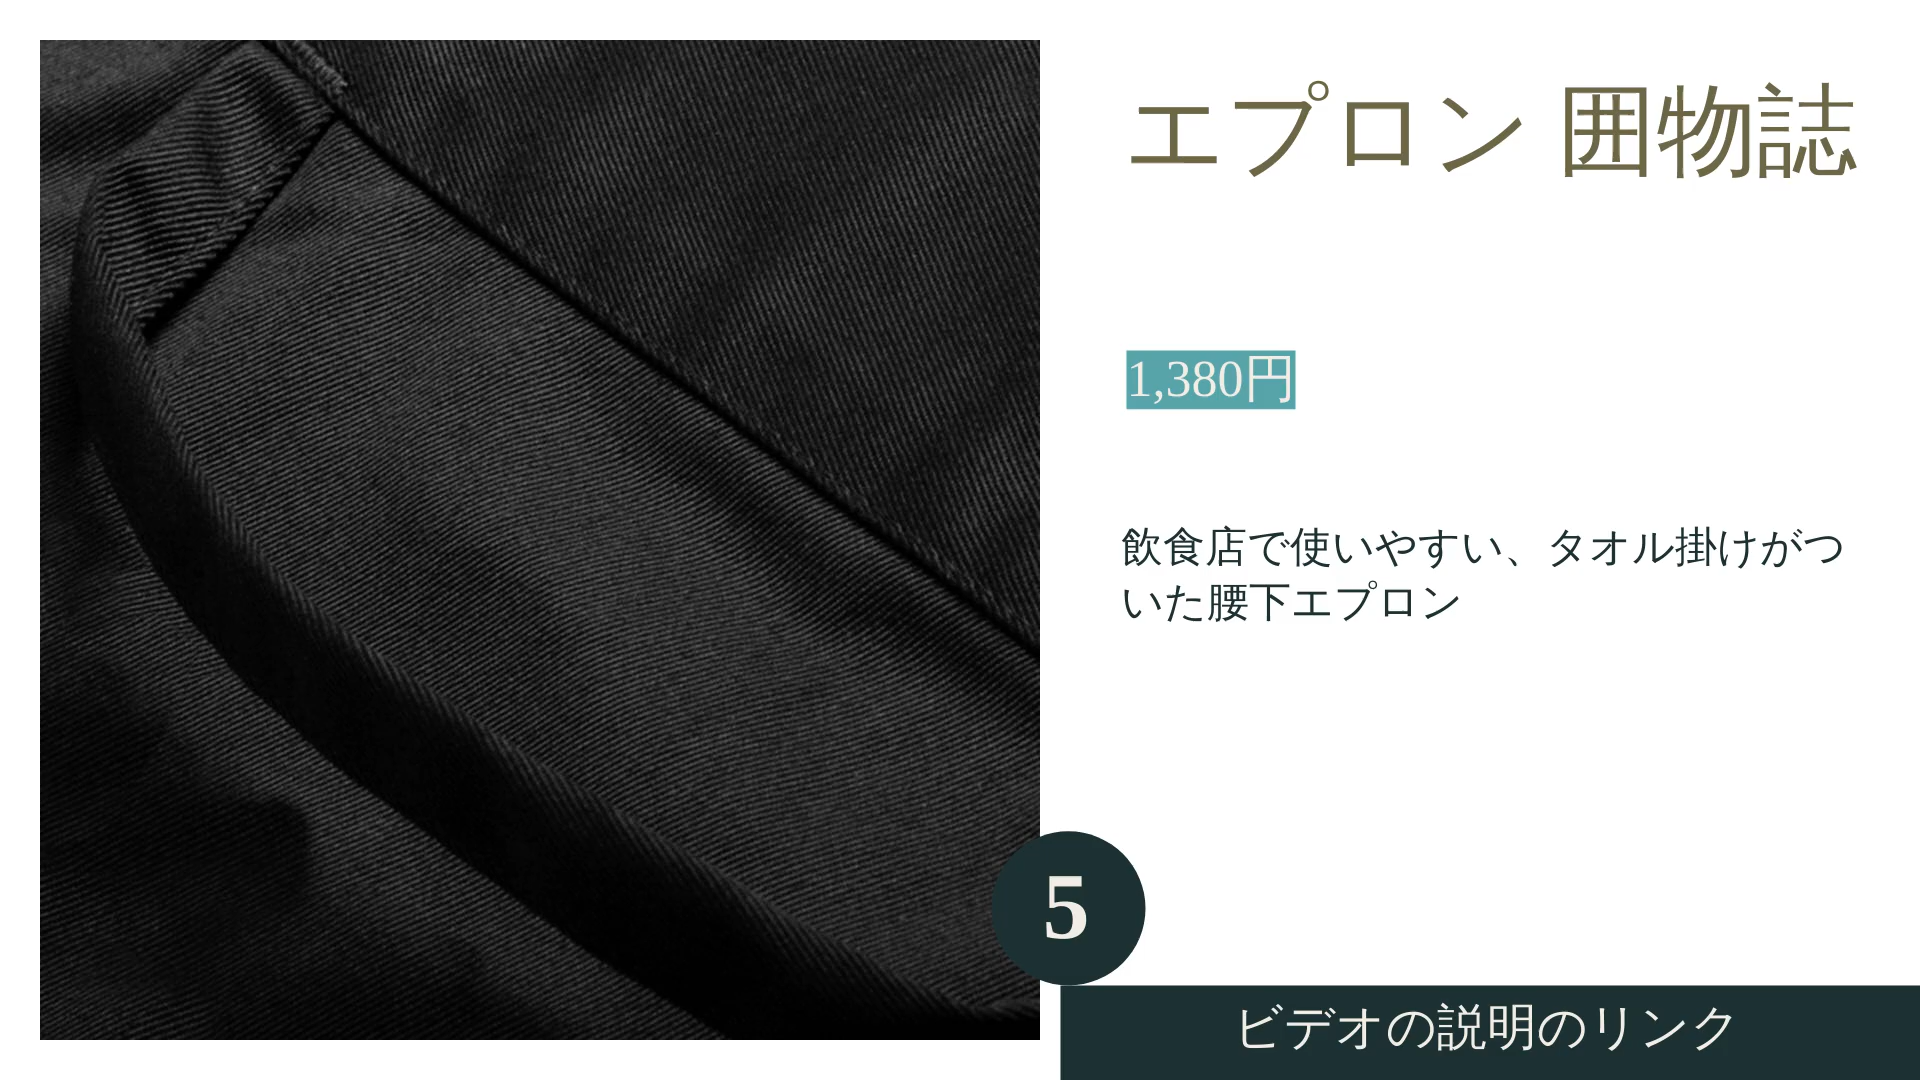 エプロン 囲物誌
1,380円
飲食店で使いやすい、タオル掛けがつ
いた腰下エプロン
5
ビデオの説明のリンク